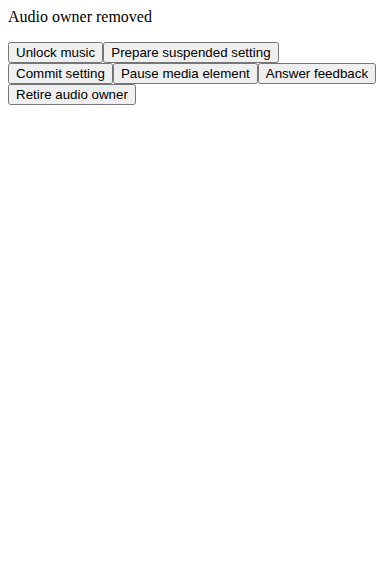 Audio owner removed
Unlock music Prepare suspended setting
Commit setting Pause media element Answer feedback
Retire audio owner